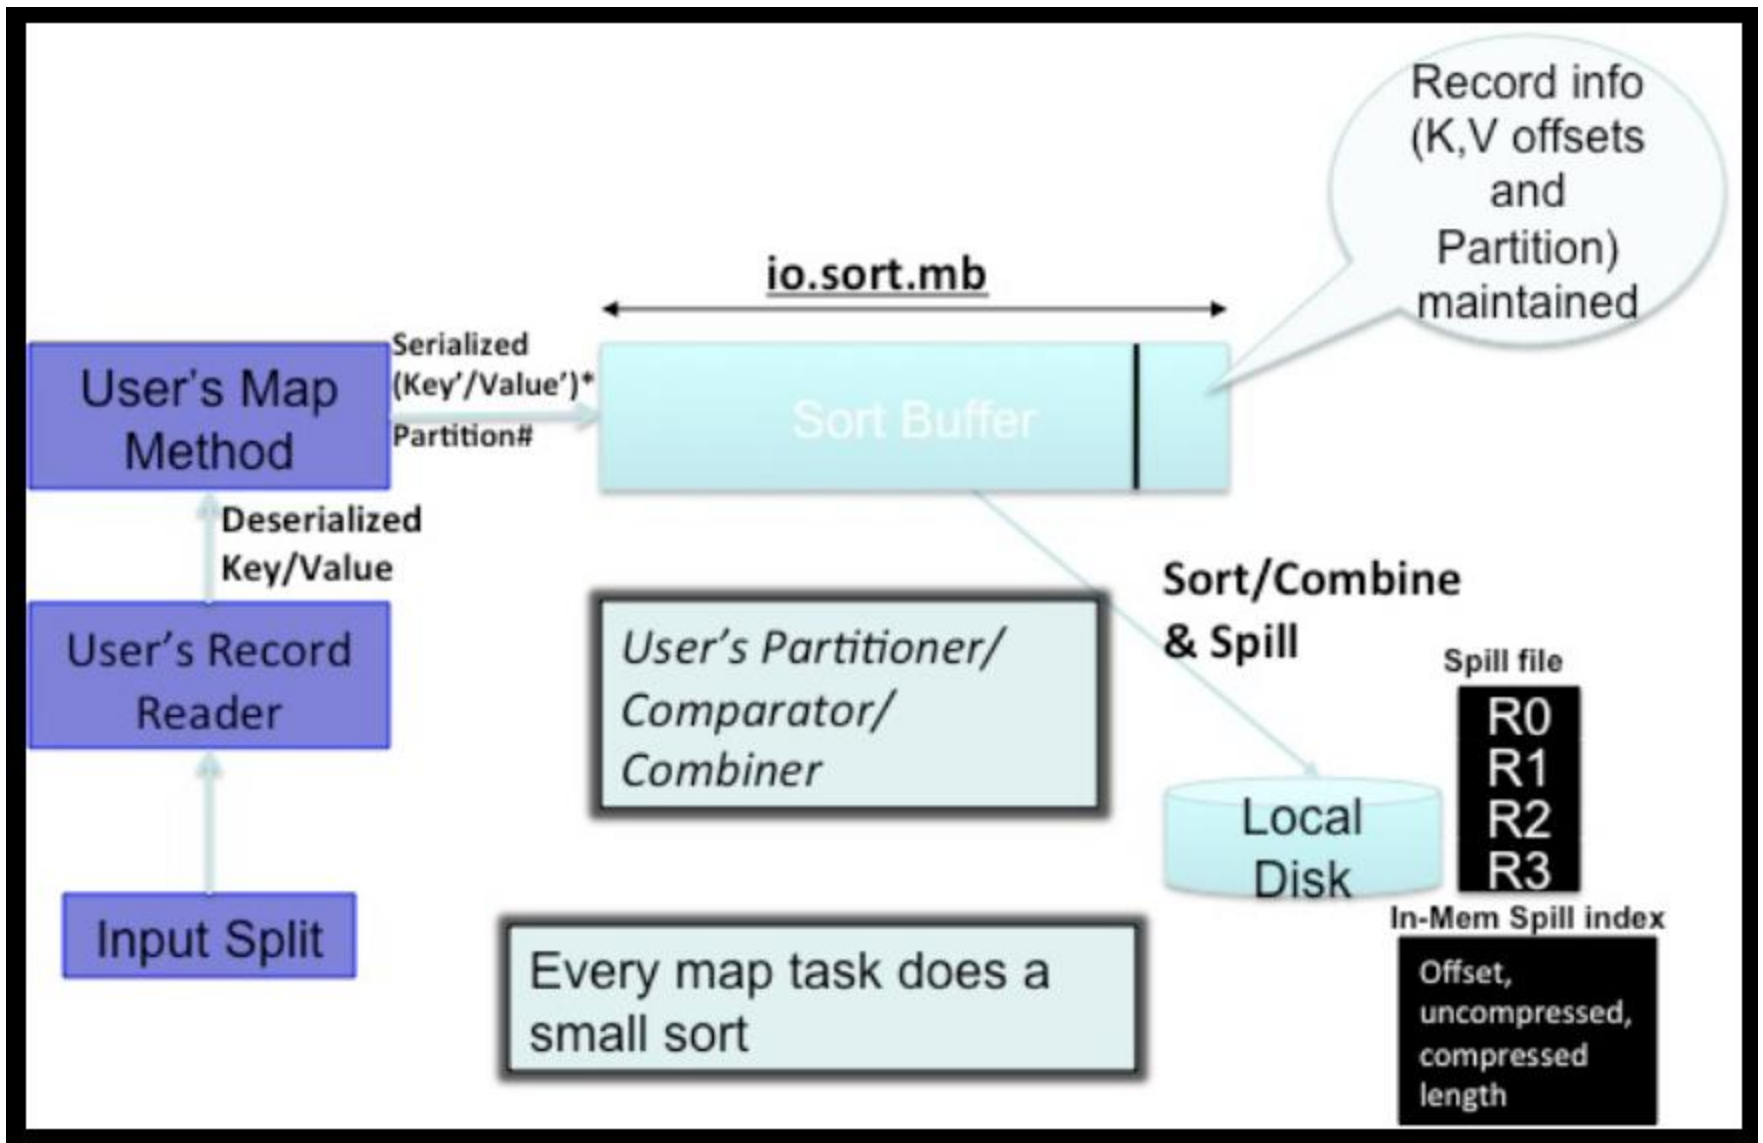 Record info
(K,V offsets
and
Partition)
maintained
io.sort.mb
User's Map
Method
Serialized
(Key'/Value')*
Partition#
Sort Buffer
Deserialized
Key/Value
User's Record
Reader
Input Split
User's Partitioner/
Comparator/
Combiner
Sort/Combine
& Spill
Local
Disk
Spill file
R0
R1
R2
R3
In-Mem Spill index
Offset,
uncompressed,
compressed
length
Every map task does a
small sort